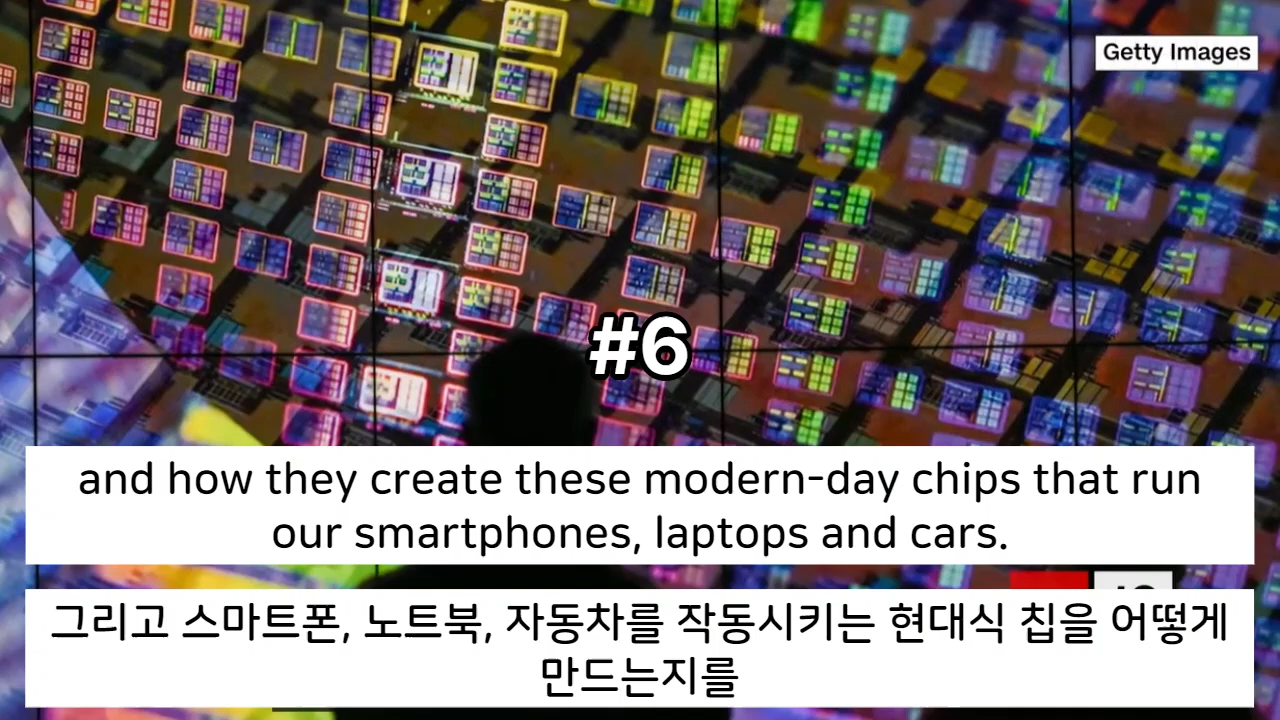 Getty Images
#6
and how they create these modern-day chips that run
our smartphones, laptops and cars.
그리고 스마트폰, 노트북, 자동차를 작동시키는 현대식 칩을 어떻게
만드는지를